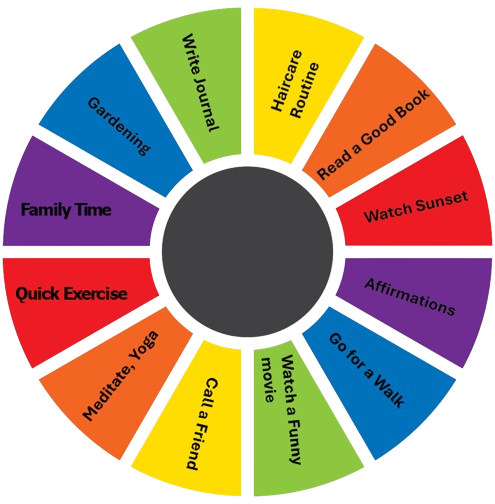 Haircare
Routine
Read a Good Book
Watch Sunset
Affirmations
Go for a Walk
Watch a Funny
movie
Call a Friend
Meditate, Yoga
Quick Exercise
Family Time
Gardening
Write Journal